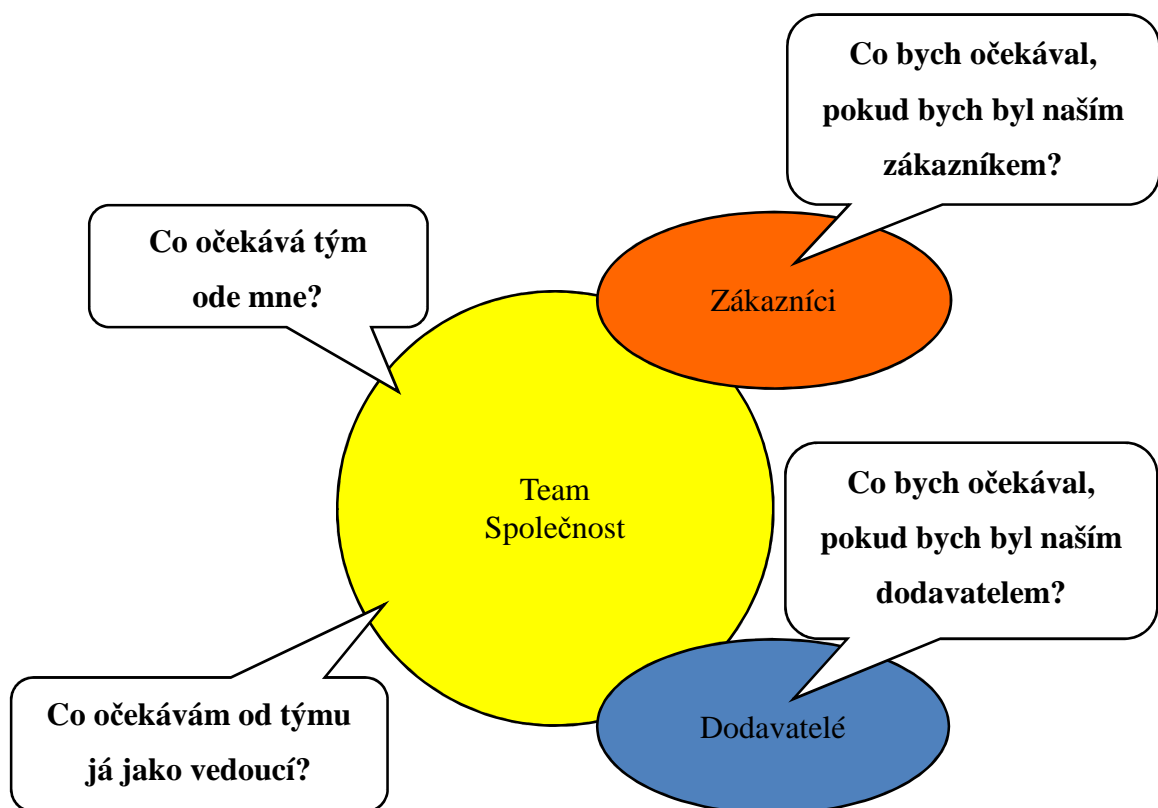 Co bych očekával,
pokud bych byl naším
zákazníkem?
Co očekává tým
ode mne?
Zákazníci
Team
Společnost
Co bych očekával,
pokud bych byl naším
dodavatelem?
Co očekávám od týmu
já jako vedoucí?
Dodavatelé